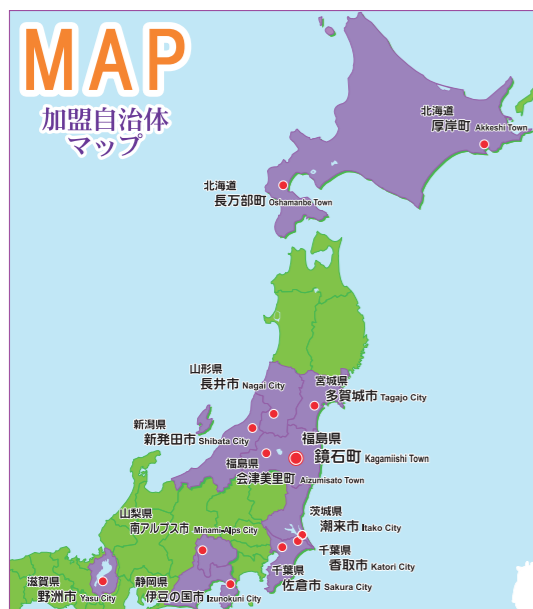 MAP
加盟自治体
マップ
北海道
厚岸町 Akkeshi Town
北海道
長万部町 Oshamanbe Town
山形県
長井市 Nagai City
宮城県
多賀城市 Tagajo City
新潟県
新発田市 Shibata City
福島県
鏡石町 Kagamiishi Town
福島県
会津美里町 Aizumisato Town
山梨県
南アルプス市 Minami-Alps City
茨城県
潮来市 Itako City
千葉県
香取市 Katori City
千葉県
佐倉市 Sakura City
滋賀県
野洲市 Yasu City
静岡県
伊豆の国市 Izunokuni City